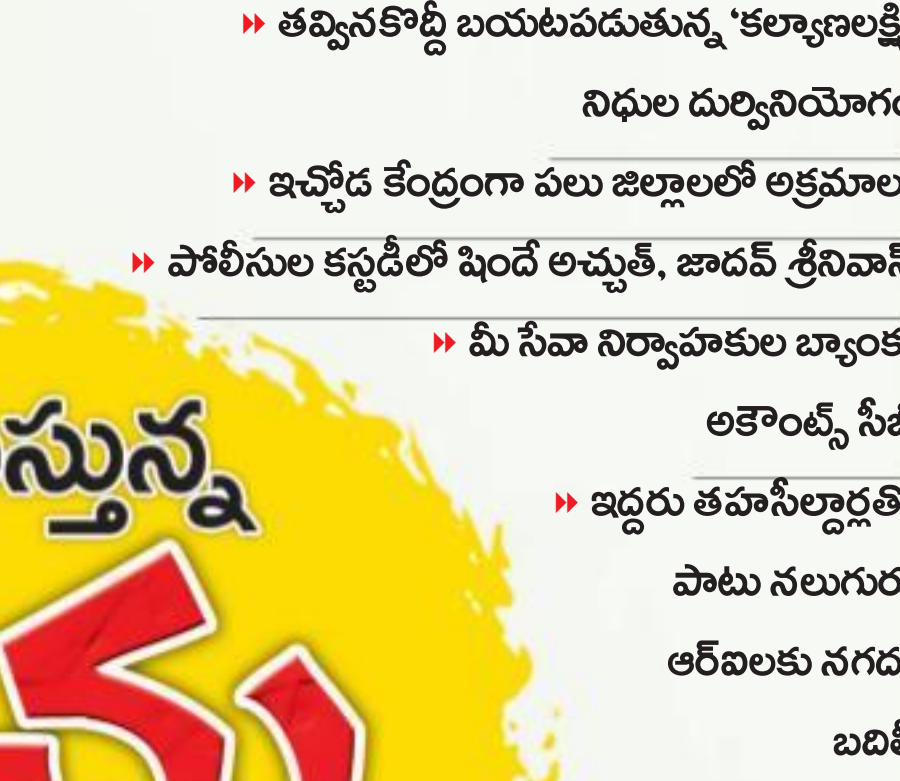 తవ్వినకొద్దీ బయటపడుతున్న ‘కల్యాణలక్ష్మి
నిధుల దుర్వినియోగం
ఇచ్చోడ కేంద్రంగా పలు జిల్లాలలో అక్రమాల
పోలీసుల కస్టడీలో షిందే అచ్చుత్, జాదవ్ శ్రీనివాస్
మీ సేవా నిర్వాహకుల బ్యాంక
అకౌంట్స్
ఇద్దరు తహసీల్దార్లతో
పాటు నలుగుర
ఆర్ఐలకు నగద
స్తున్న